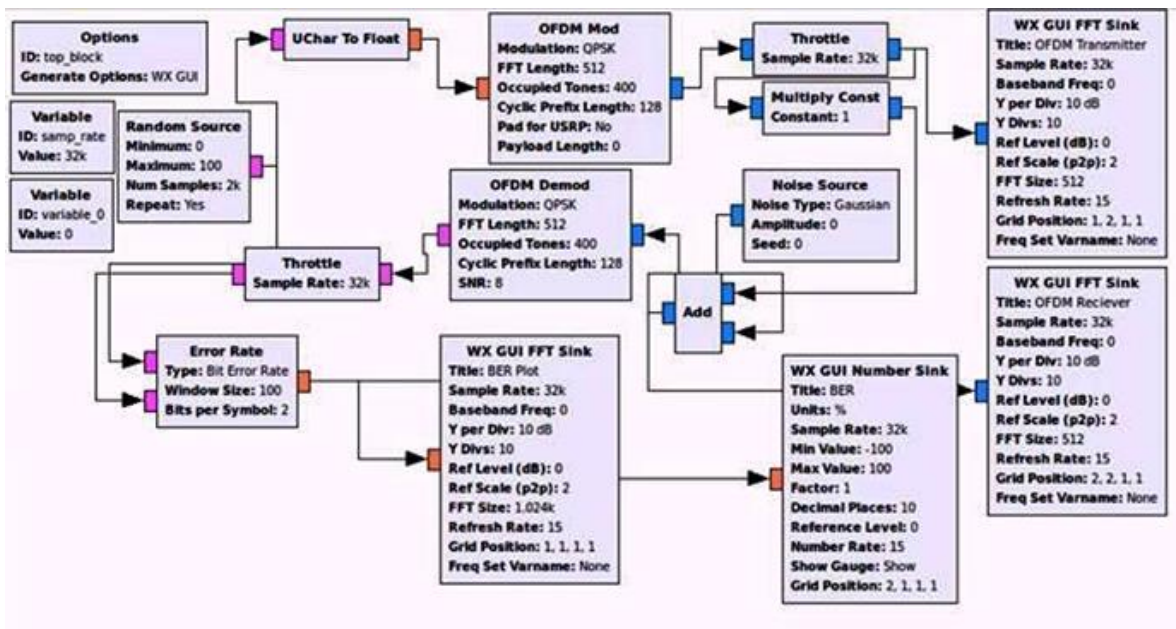 Options
ID: top_block
Generate Options: WX GUI
Variable
ID: samp_rate
Value: 32k
Variable
ID: variable_0
Value: 0
Random Source
Minimum: 0
Maximum: 100
Num Samples: 2k
Repeat: Yes
UChar To Float
OFDM Mod
Modulation: QPSK
FFT Length: 512
Occupied Tones: 400
Cyclic Prefix Length: 128
Pad for USRP: No
Payload Length: 0
Throttle
Sample Rate: 32k
Multiply Const
Constant: 1
WX GUI FFT Sink
Title: OFDM Transmitter
Sample Rate: 32k
Baseband Freq: 0
Y per Div: 10 dB
Y Divs: 10
Ref Level (dB): 0
Ref Scale (p2p): 2
FFT Size: 512
Refresh Rate: 15
Grid Position: 1, 2, 1, 1
Freq Set Varname: None
OFDM Demod
Modulation: QPSK
FFT Length: 512
Occupied Tones: 400
Cyclic Prefix Length: 128
SNR: 8
Noise Source
Noise Type: Gaussian
Amplitude: 0
Seed: 0
Throttle
Sample Rate: 32k
Add
Error Rate
Type: Bit Error Rate
Window Size: 100
Bits per Symbol: 2
WX GUI FFT Sink
Title: BER Plot
Sample Rate: 32k
Baseband Freq: 0
Y per Div: 10 dB
Y Divs: 10
Ref Level (dB): 0
Ref Scale (p2p): 2
FFT Size: 1.024k
Refresh Rate: 15
Grid Position: 1, 1, 1, 1
Freq Set Varname: None
WX GUI Number Sink
Title: BER
Units: %
Sample Rate: 32k
Min Value: -100
Max Value: 100
Factor: 1
Decimal Places: 10
Reference Level: 0
Number Rate: 15
Show Gauge: Show
Grid Position: 2, 1, 1, 1
WX GUI FFT Sink
Title: OFDM Reciever
Sample Rate: 32k
Baseband Freq: 0
Y per Div: 10 dB
Y Divs: 10
Ref Level (dB): 0
Ref Scale (p2p): 2
FFT Size: 512
Refresh Rate: 15
Grid Position: 2, 2, 1, 1
Freq Set Varname: None